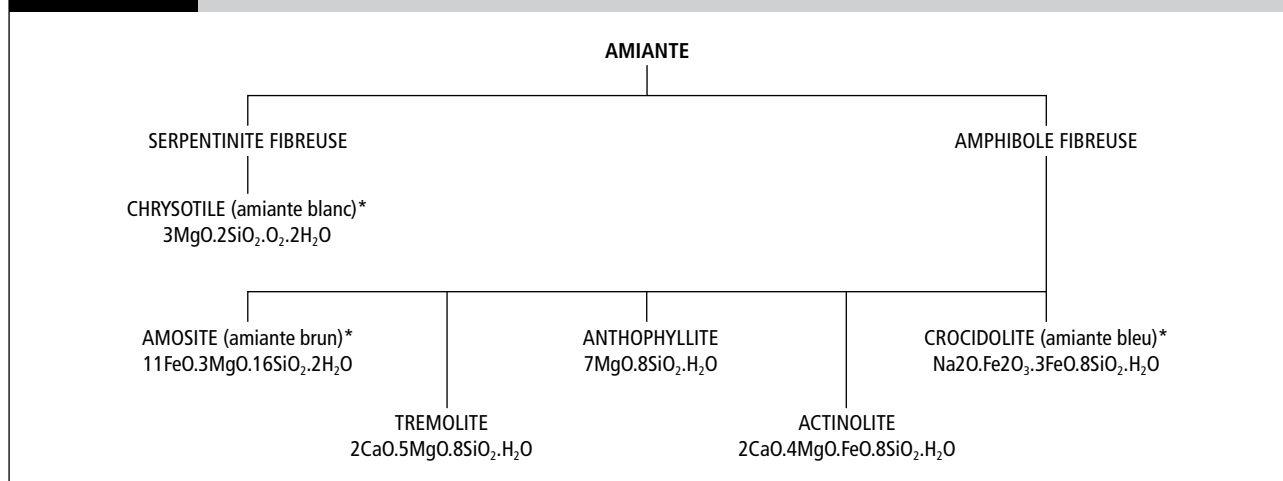 AMIANTE
SERPENTINITE FIBREUSE
AMPHIBOLE FIBREUSE
CHRYSOTILE (amiante blanc)*
3MgO.2SiO₂.O₂.2H₂O
AMOSITE (amiante brun)*
11FeO.3MgO.16SiO₂.2H₂O
ANTHOPHYLLITE
7MgO.8SiO₂.H₂O
CROCIDOLITE (amiante bleu)*
Na2O.Fe2O₃.3FeO.8SiO₂.H₂O
TREMOLITE
2CaO.5MgO.8SiO₂.H₂O
ACTINOLITE
2CaO.4MgO.FeO.8SiO₂.H₂O